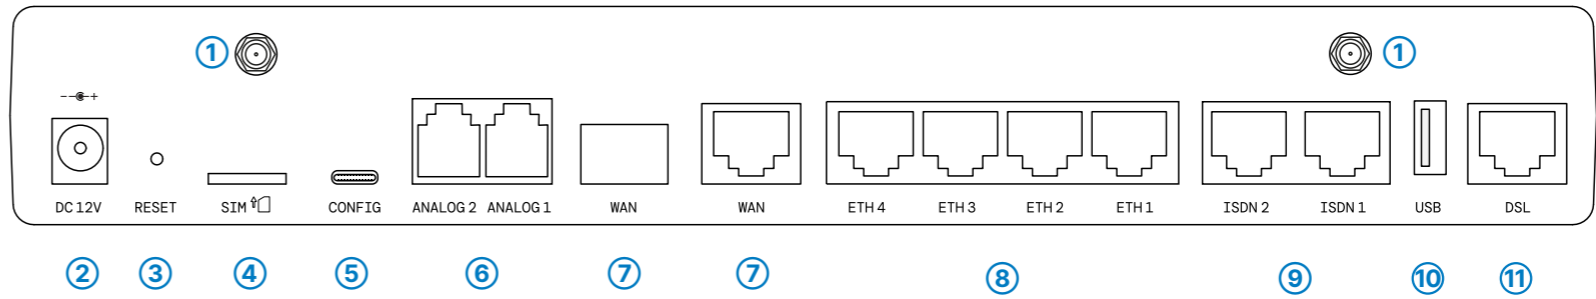 ① ①
- +
DC 12V RESET SIM CONFIG ANALOG 2 ANALOG 1 WAN WAN ETH 4 ETH 3 ETH 2 ETH 1 ISDN 2 ISDN 1 USB DSL
② ③ ④ ⑤ ⑥ ⑦ ⑦ ⑧ ⑨ ⑩ ⑪